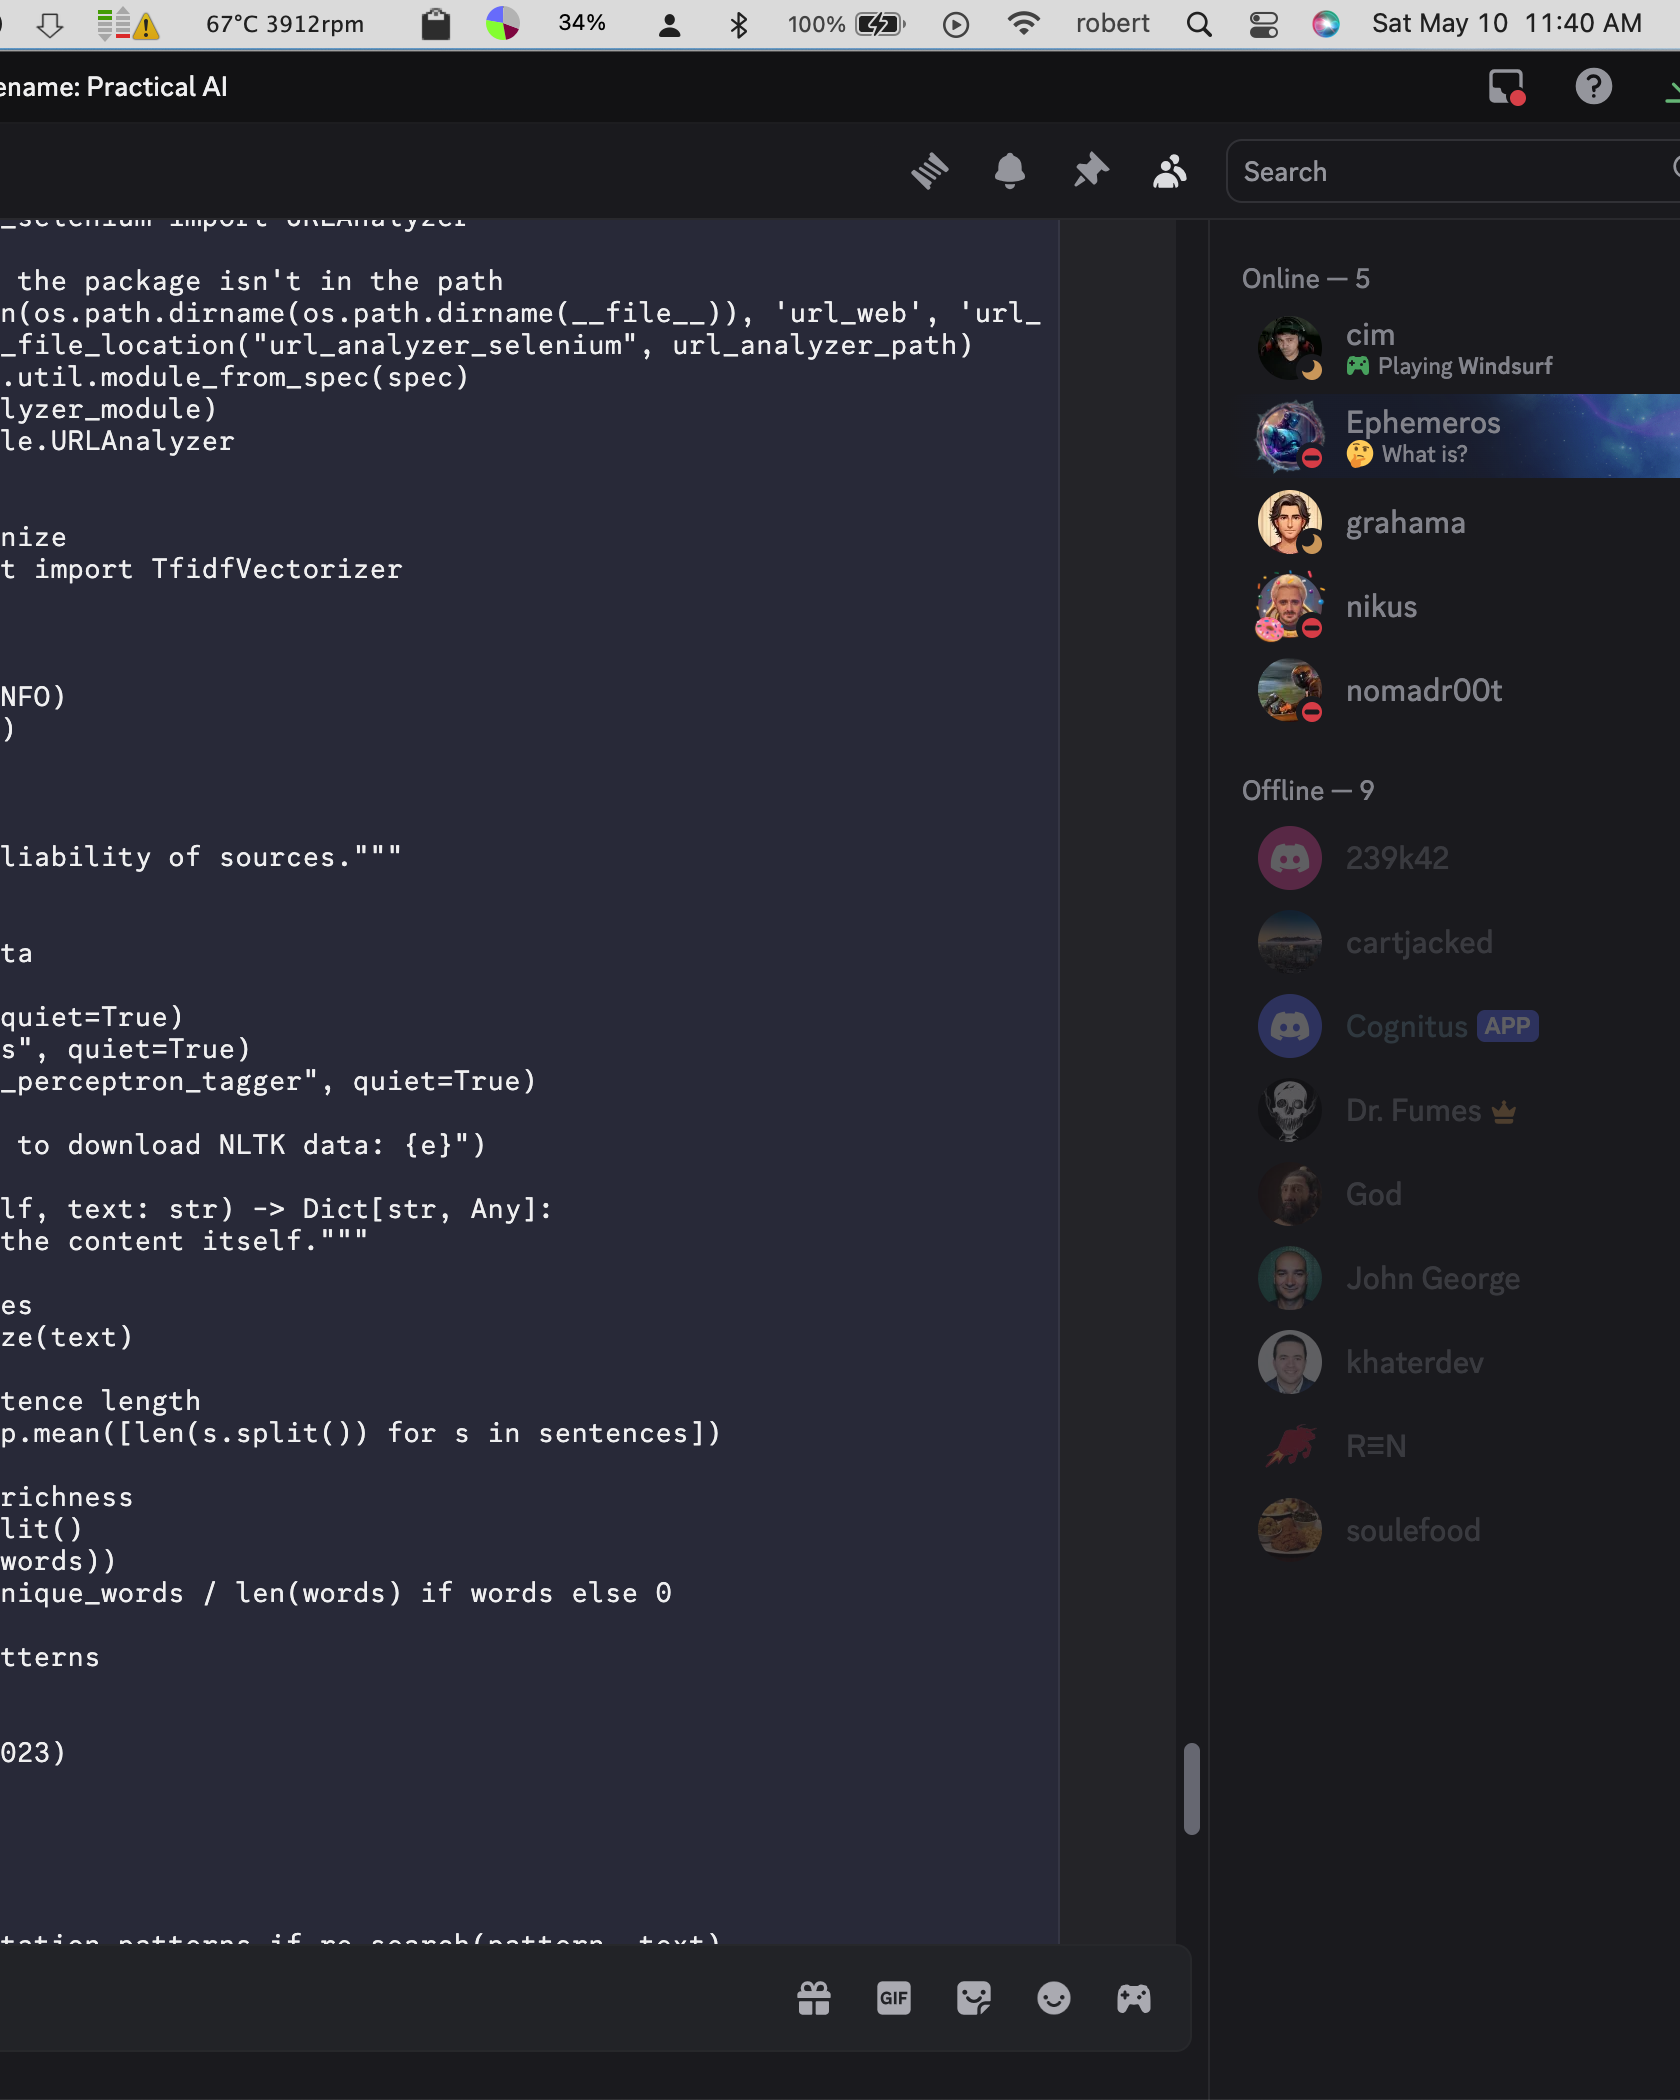 67°C 3912rpm 34% 100% robert Sat May 10 11:40 AM
ename: Practical AI
Search
_selenium import URLAnalyzer
the package isn't in the path
n(os.path.dirname(os.path.dirname(__file__)), 'url_web', 'url_
_file_location("url_analyzer_selenium", url_analyzer_path)
.util.module_from_spec(spec)
lyzer_module)
le.URLAnalyzer
nize
t import TfidfVectorizer
NFO)
)
liability of sources."""
ta
quiet=True)
s", quiet=True)
_perceptron_tagger", quiet=True)
to download NLTK data: {e}")
lf, text: str) -> Dict[str, Any]:
the content itself."""
es
ze(text)
tence length
p.mean([len(s.split()) for s in sentences])
richness
lit()
words))
nique_words / len(words) if words else 0
tterns
023)
tation_patterns if re.search(pattern, text)
GIF
Online — 5
cim
Playing Windsurf
Ephemeros
What is?
grahama
nikus
nomadr00t
Offline — 9
239k42
cartjacked
Cognitus APP
Dr. Fumes
God
John George
khaterdev
R≡N
soulefood